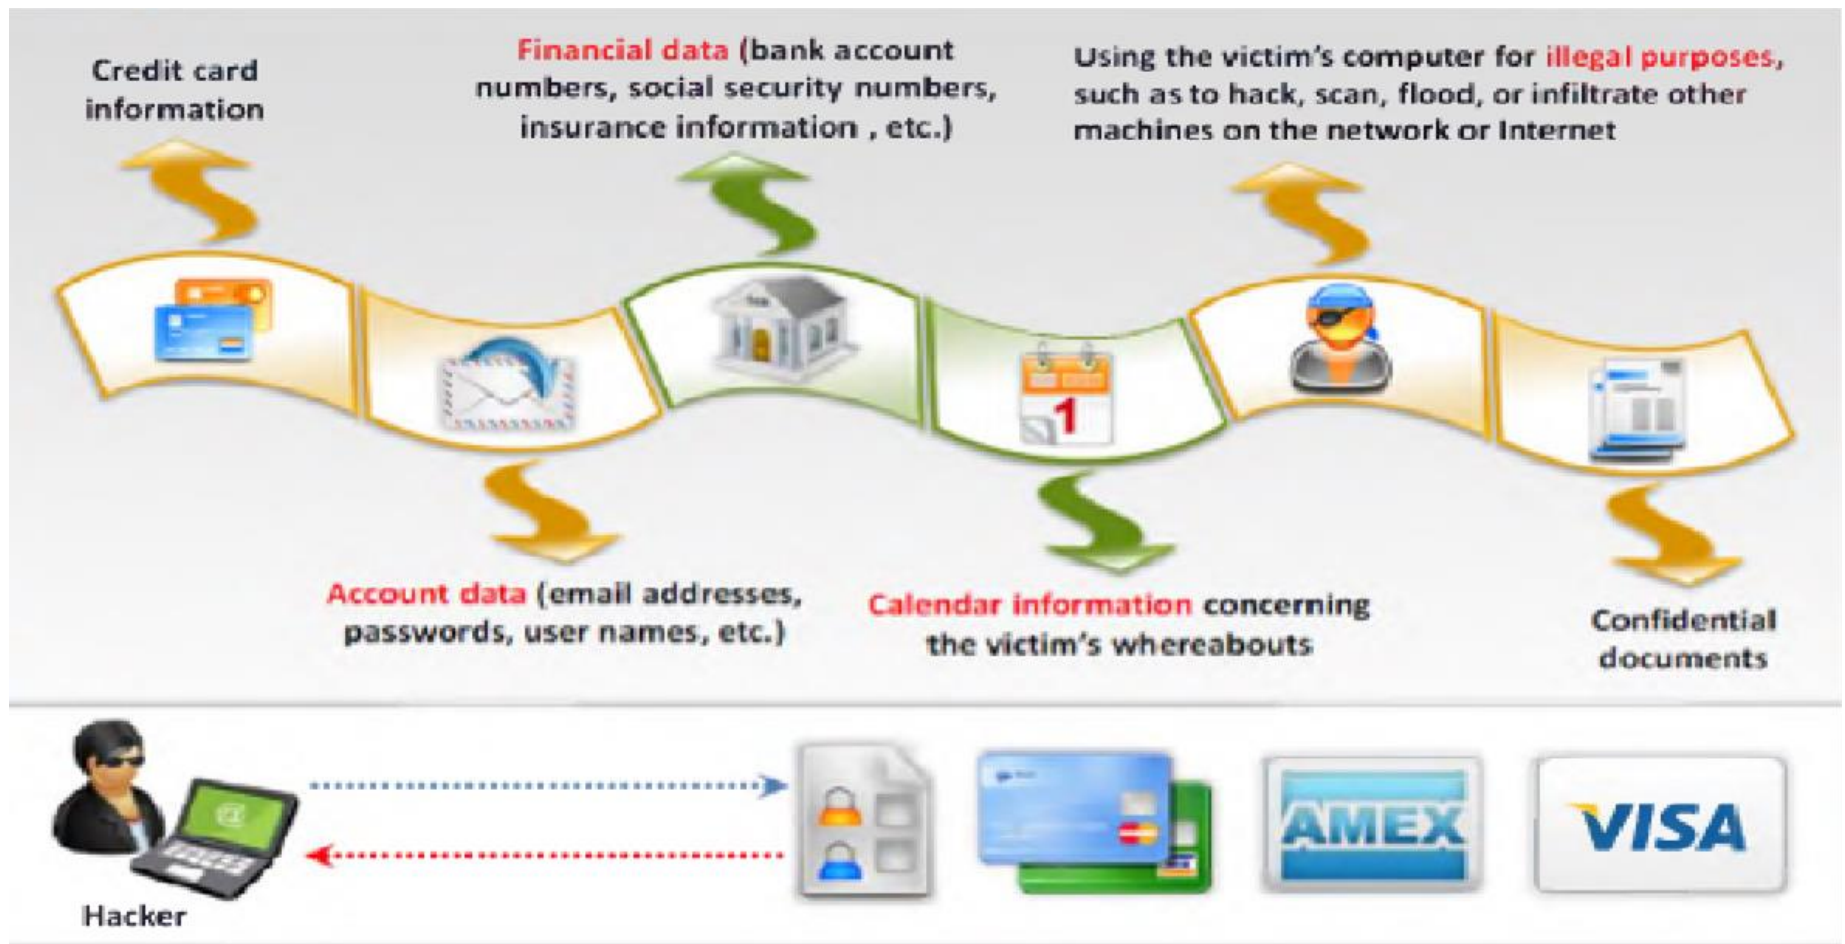 Credit card
information
Financial data (bank account
numbers, social security numbers,
insurance information , etc.)
Using the victim's computer for illegal purposes,
such as to hack, scan, flood, or infiltrate other
machines on the network or Internet
1
Account data (email addresses,
passwords, user names, etc.)
Calendar information concerning
the victim's whereabouts
Confidential
documents
@
AMEX
VISA
Hacker